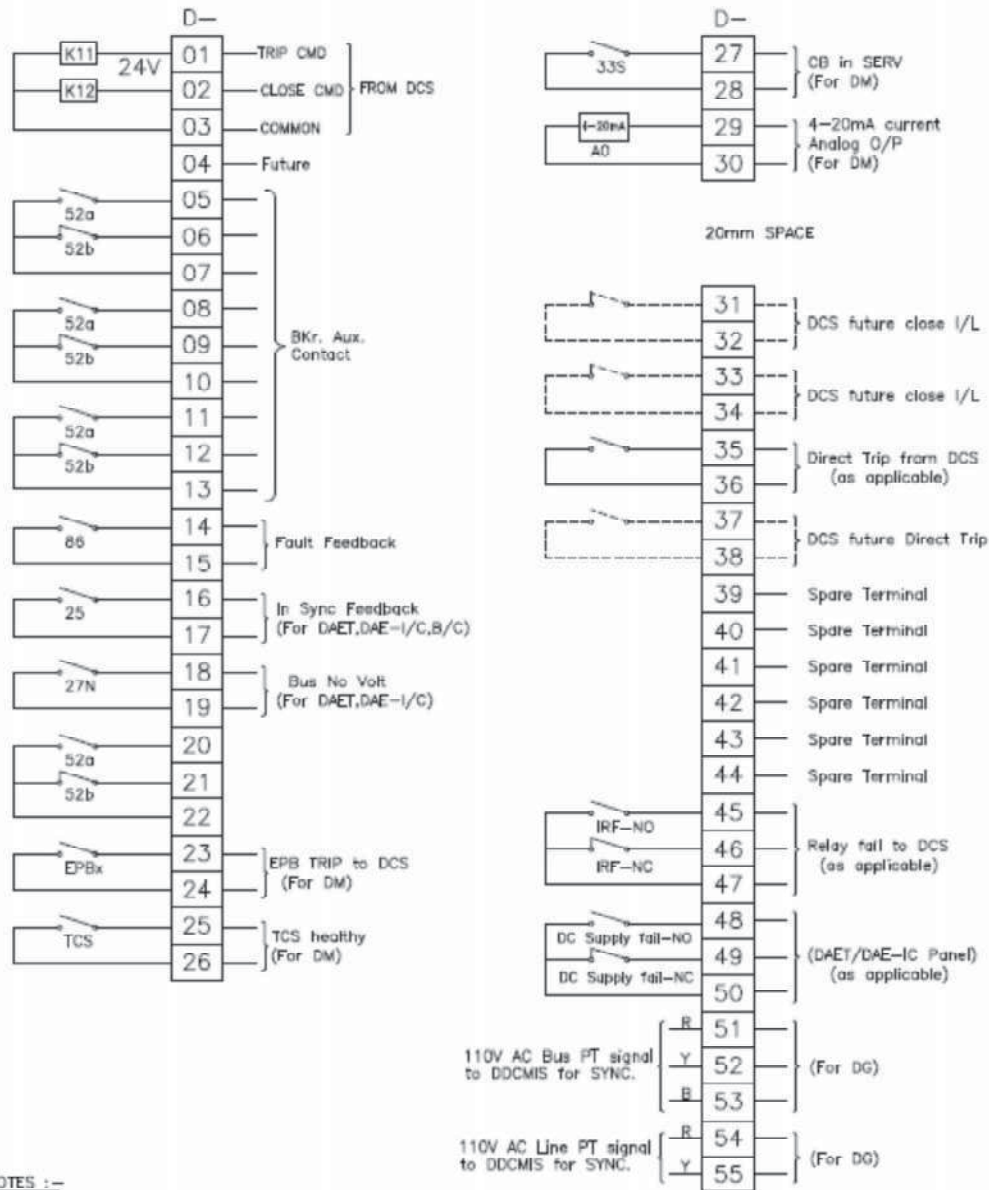 D—
K11 24V 01 TRIP CMD
K12 02 CLOSE CMD FROM DCS
03 COMMON
04 Future
05
52a
06
52b
07
08
52a
09 BKr. Aux.
52b Contact
10
11
52a
12
52b
13
14
86 Fault Feedback
15
16 In Sync Feedback
25 (For DAET,DAE-I/C,B/C)
17
18 Bus No Volt
27N (For DAET,DAE-I/C)
19
20
52a
21
52b
22
23 EPB TRIP to DCS
EPBx (For DM)
24
25 TCS healthy
TCS (For DM)
26
OTES :—
D—
27 CB in SERV
33S (For DM)
28
4-20mA 29 4-20mA current
AO Analog O/P
30 (For DM)
20mm SPACE
31
DCS future close I/L
32
33
DCS future close I/L
34
35 Direct Trip from DCS
36 (as applicable)
37
DCS future Direct Trip
38
39 Spare Terminal
40 Spare Terminal
41 Spare Terminal
42 Spare Terminal
43 Spare Terminal
44 Spare Terminal
45
IRF-NO
46 Relay fail to DCS
IRF-NC (as applicable)
47
48
DC Supply fail-NO
49 (DAET/DAE-IC Panel)
DC Supply fail-NC (as applicable)
50
R 51
110V AC Bus PT signal
to DDCMIS for SYNC.
Y 52 (For DG)
B 53
R 54
110V AC Line PT signal
to DDCMIS for SYNC.
(For DG)
Y 55